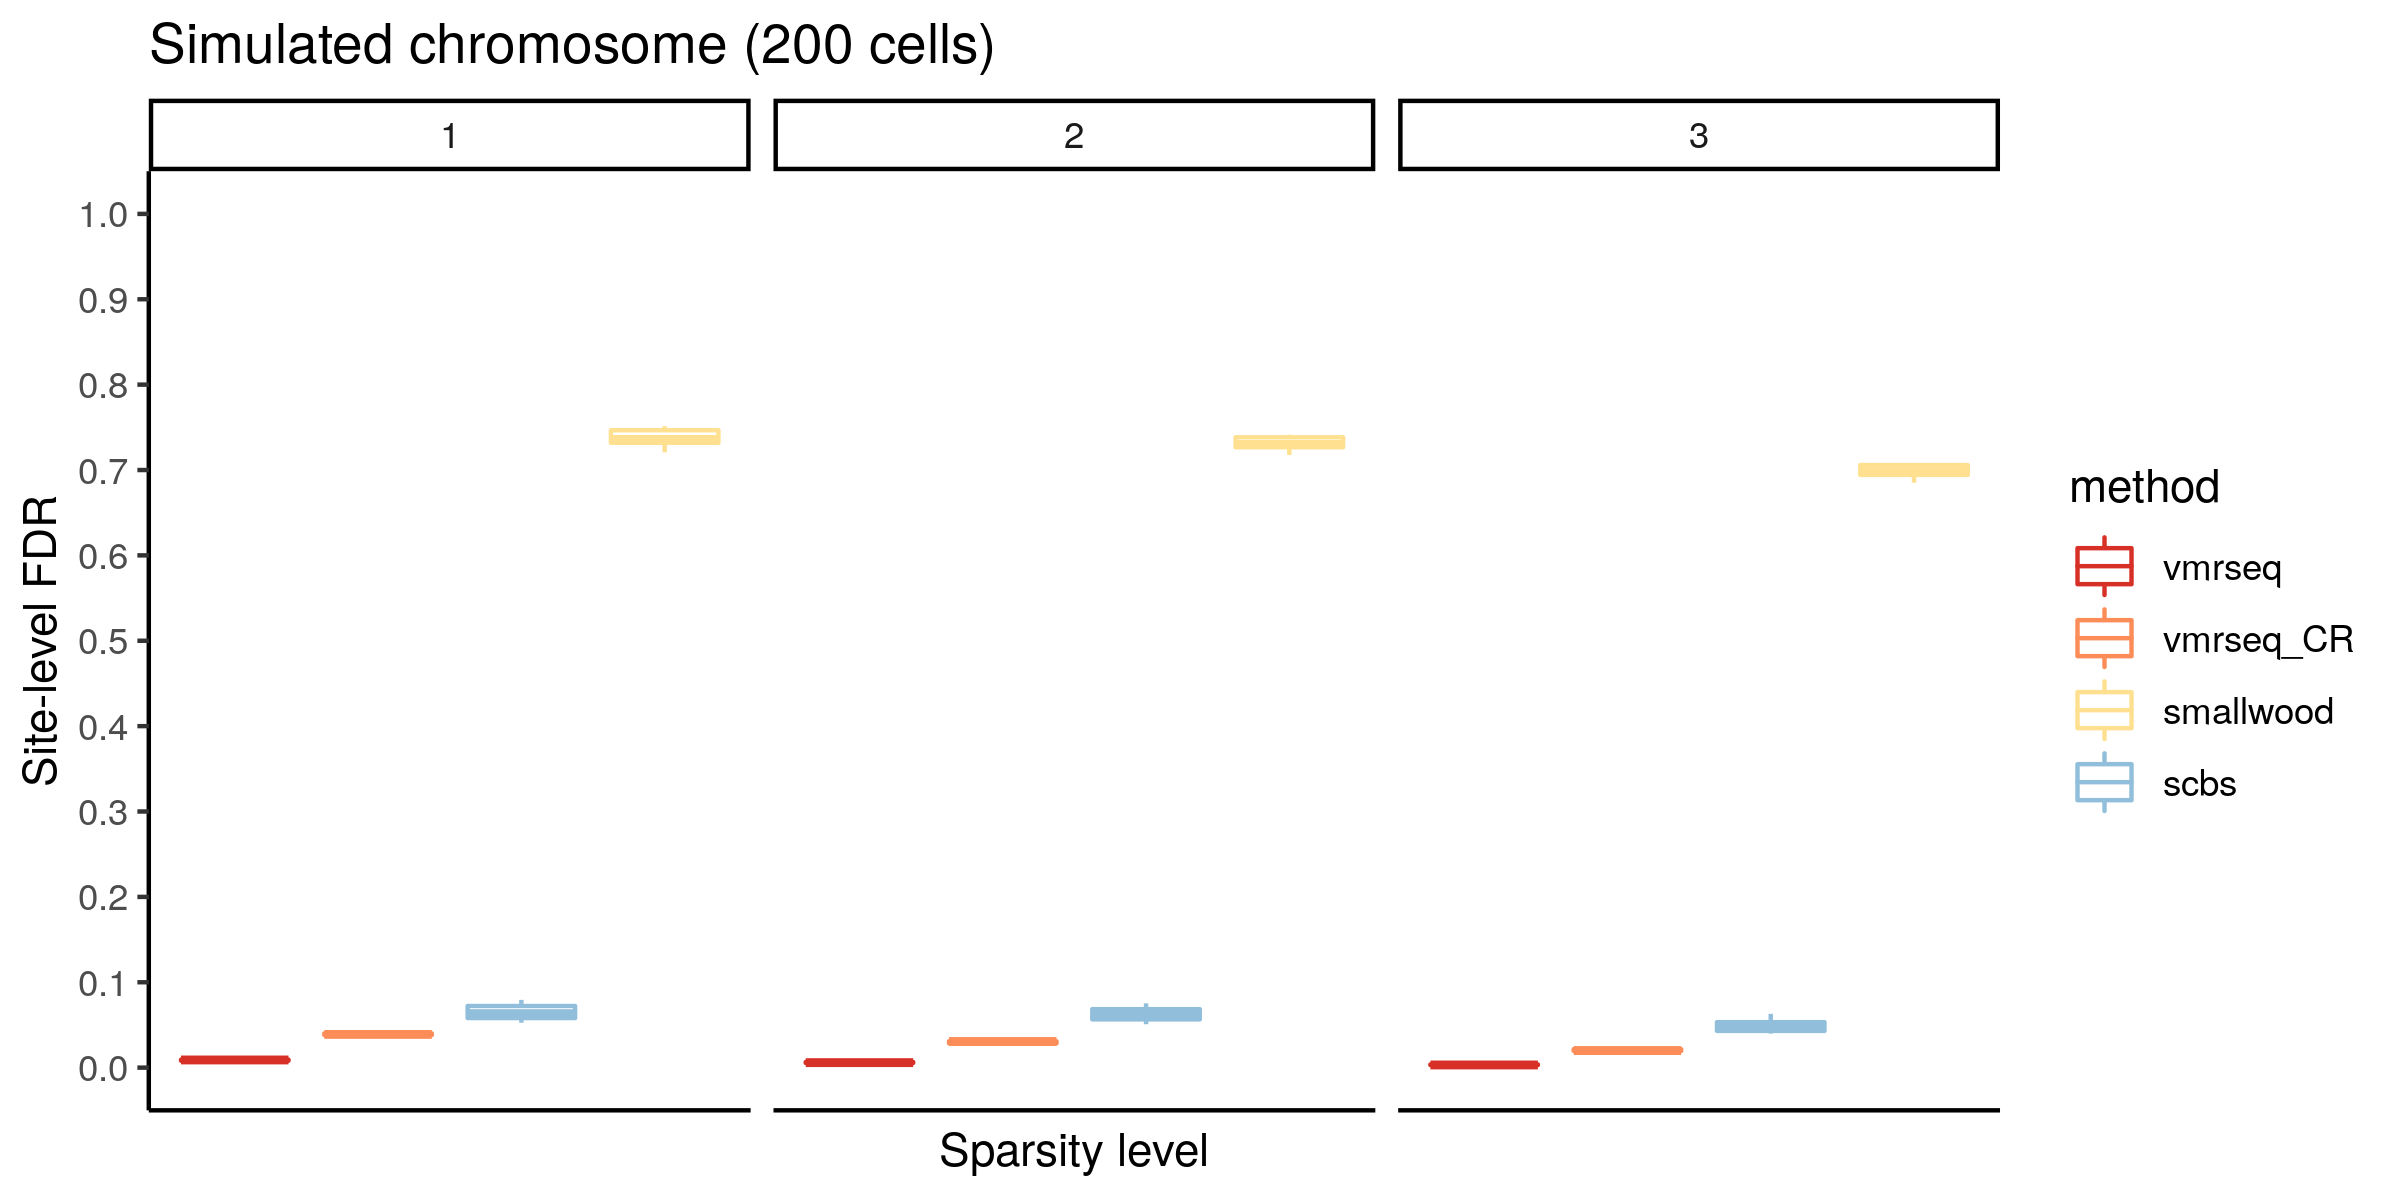 Simulated chromosome (200 cells)
1
2
3
1.0
0.9
0.8
0.7
0.6
0.5
0.4
0.3
0.2
0.1
0.0
Site-level FDR
Sparsity level
method
vmrseq
vmrseq_CR
smallwood
scbs